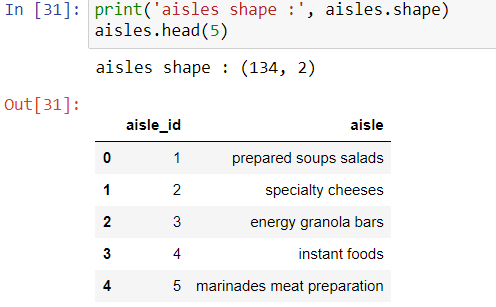 In [31]: print('aisles shape :', aisles.shape)
aisles.head(5)
aisles shape : (134, 2)
Out[31]:
aisle_id aisle
0 1 prepared soups salads
1 2 specialty cheeses
2 3 energy granola bars
3 4 instant foods
4 5 marinades meat preparation